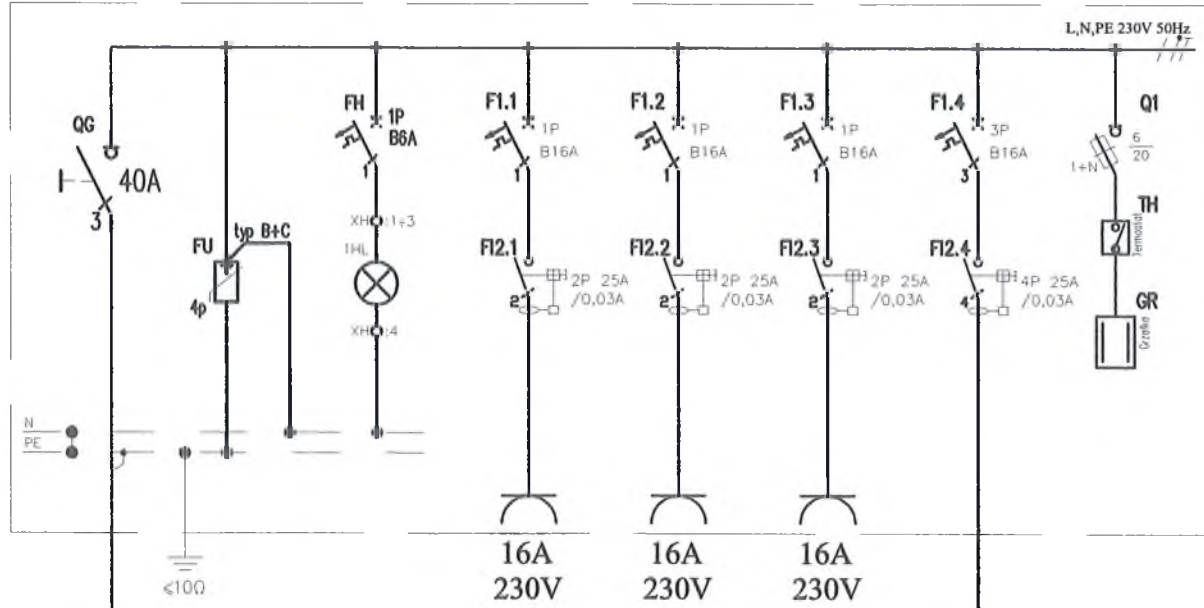 L,N,PE 230V 50Hz
QG
40A
3
FU
typ B+C
4p
FH
1P
B6A
1
XH :1÷3
1HL
XH :4
F1.1
1P
B16A
1
FI2.1
2P 25A
/0,03A
2
F1.2
1P
B16A
1
FI2.2
2P 25A
/0,03A
2
F1.3
1P
B16A
1
FI2.3
2P 25A
/0,03A
2
F1.4
3P
B16A
3
FI2.4
4P 25A
/0,03A
4
Q1
6
20
1+N
TH
Termostat
GR
Grzałka
N
PE
≤10Ω
16A
230V
16A
230V
16A
230V